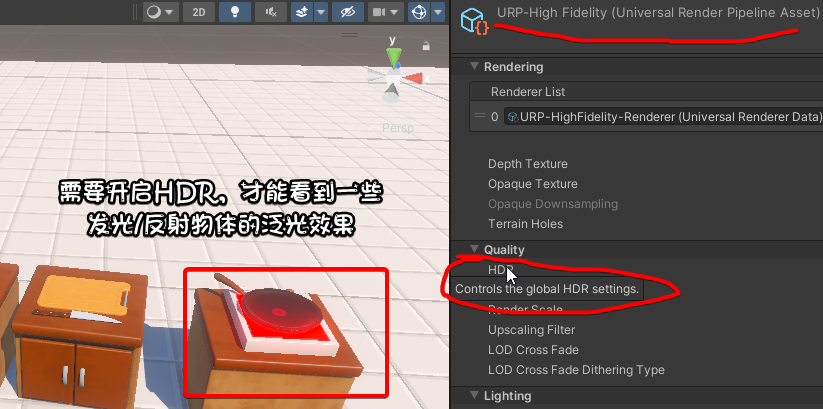 2D
URP-High Fidelity (Universal Render Pipeline Asset)
y
Persp
Rendering
Renderer List
0 URP-HighFidelity-Renderer (Universal Renderer Data)
Depth Texture
Opaque Texture
Opaque Downsampling
Terrain Holes
需要开启HDR，才能看到一些
发光/反射物体的泛光效果
Quality
HDR
Controls the global HDR settings.
Render Scale
Upscaling Filter
LOD Cross Fade
LOD Cross Fade Dithering Type
Lighting